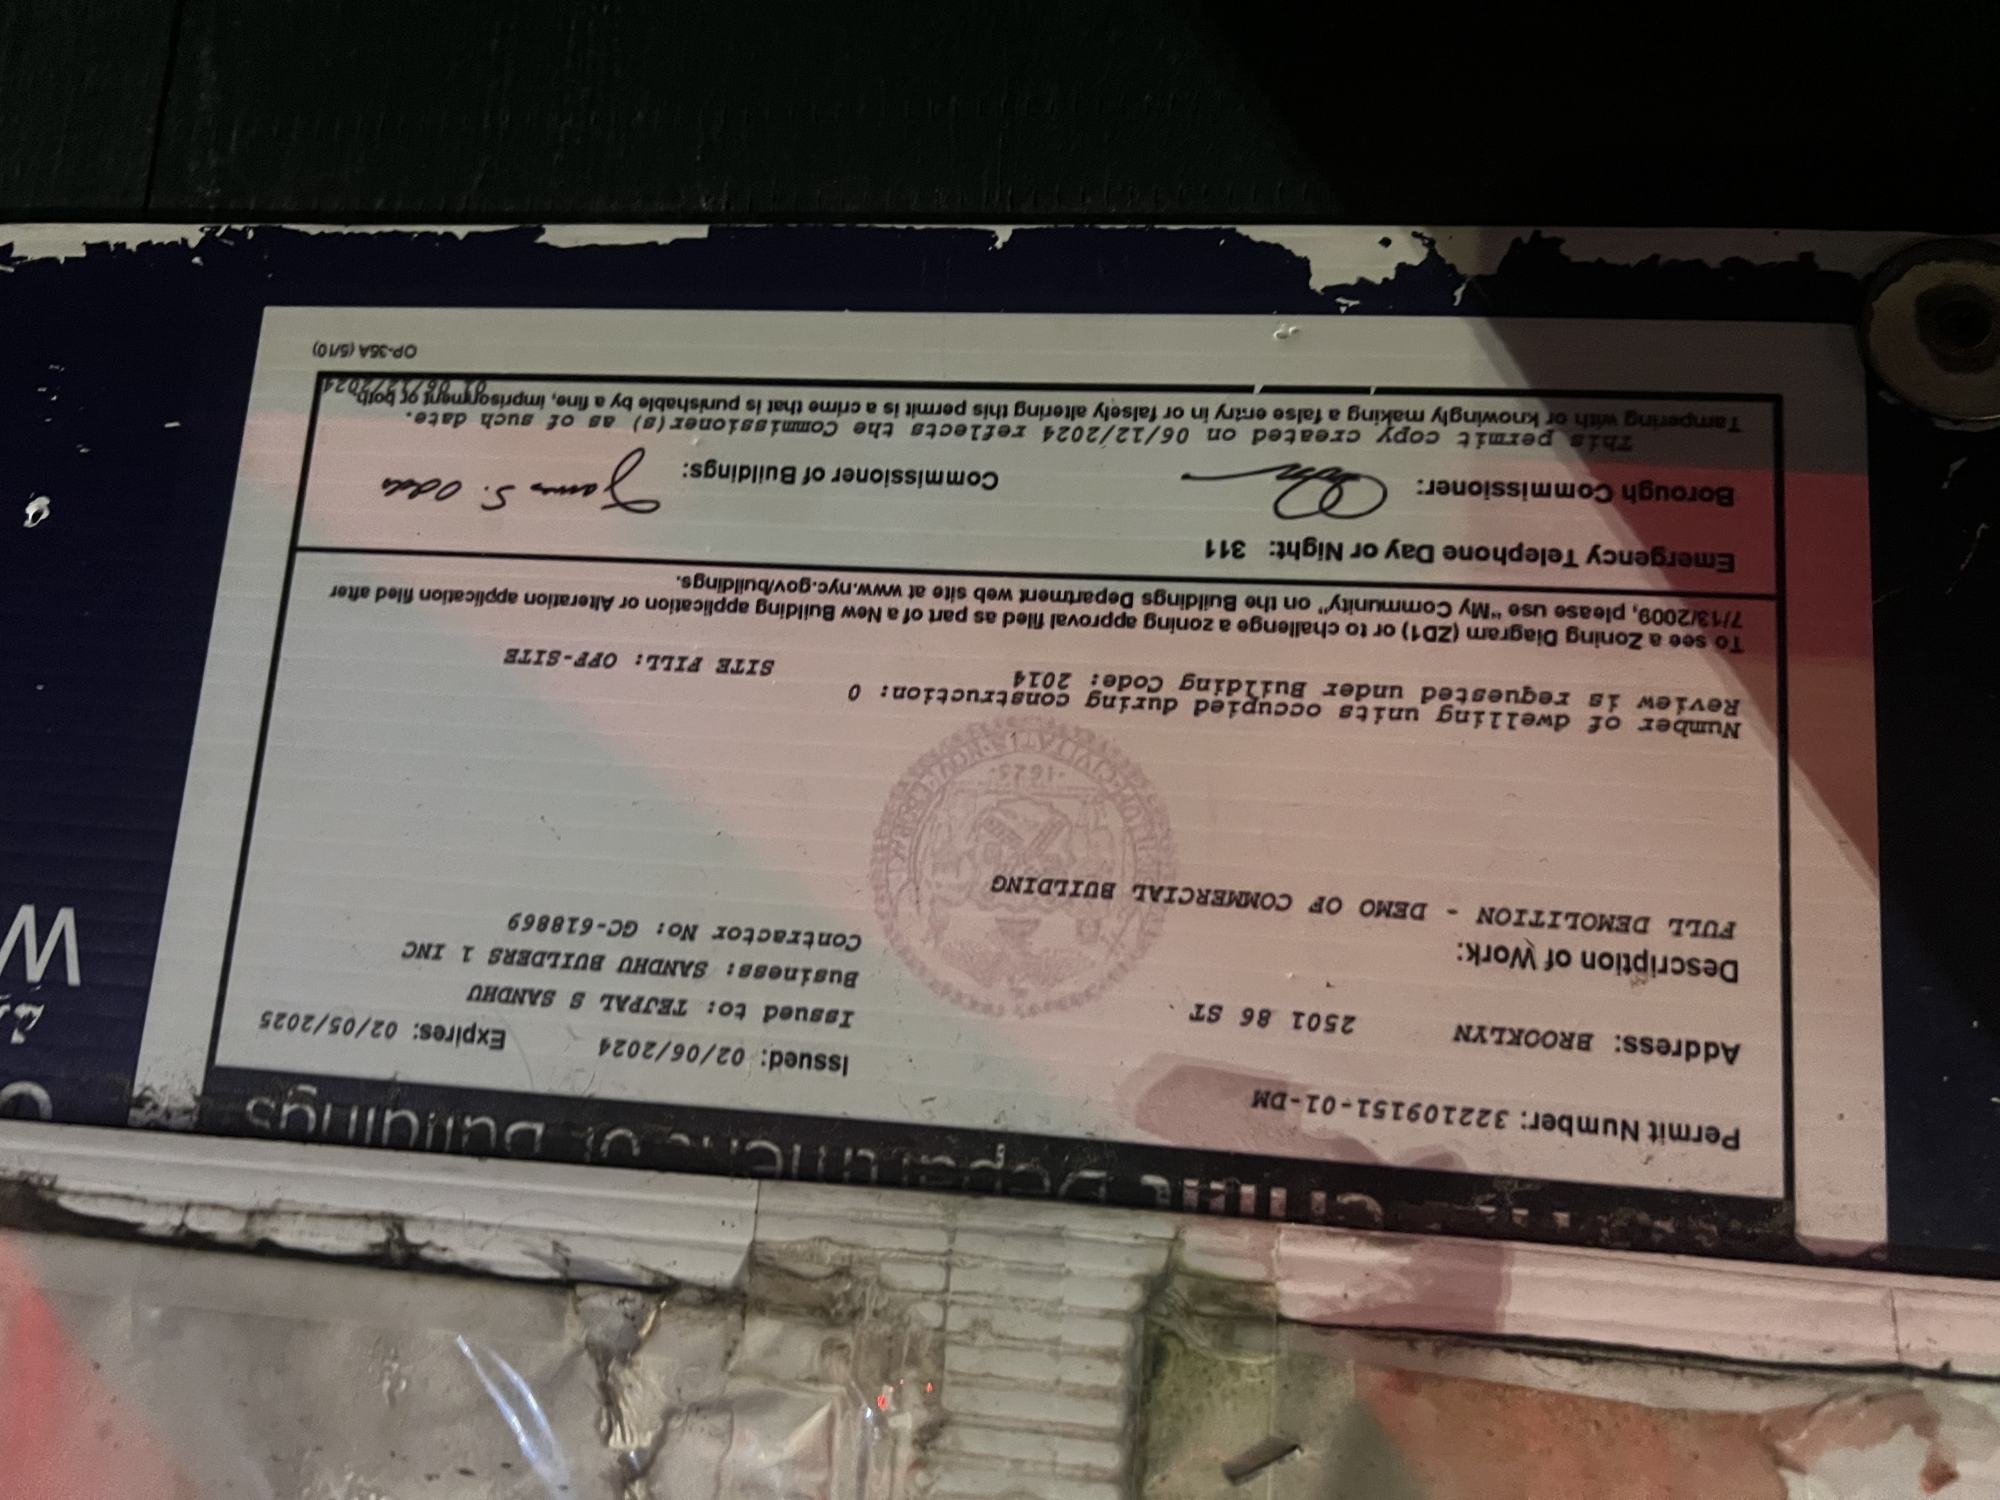 Department of Buildings
Permit Number: 322109151-01-DM
Issued: 02/06/2024 Expires: 02/05/2025
Address: BROOKLYN 2501 86 ST
Issued to: TEJPAL S SANDHU
Business: SANDHU BUILDERS 1 INC
Contractor No: GC-618869
Description of Work:
FULL DEMOLITION - DEMO OF COMMERCIAL BUILDING
Number of dwelling units occupied during construction: 0
Review is requested under Building Code: 2014
SITE FILL: OFF-SITE
To see a Zoning Diagram (ZD1) or to challenge a zoning approval filed as part of a New Building application or Alteration application filed after
7/13/2009, please use "My Community" on the Buildings Department web site at www.nyc.gov/buildings.
Emergency Telephone Day or Night: 311
Borough Commissioner: Commissioner of Buildings: James S. Oddo
This permit copy created on 06/12/2024 reflects the Commissioner(s) as of such date.
Tampering with or knowingly making a false entry in or falsely altering this permit is a crime that is punishable by a fine, imprisonment or both.
06/12/2024
OP-35A (5/10)
W